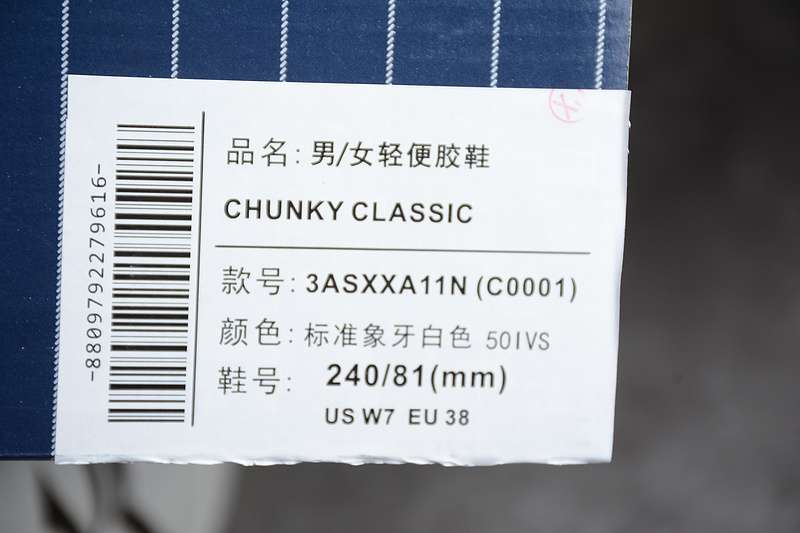 品名: 男/女轻便胶鞋
CHUNKY CLASSIC
款号: 3ASXXA11N (C0001)
颜色: 标准象牙白色 50IVS
鞋号: 240/81(mm)
US W7 EU 38
-8809792279616-